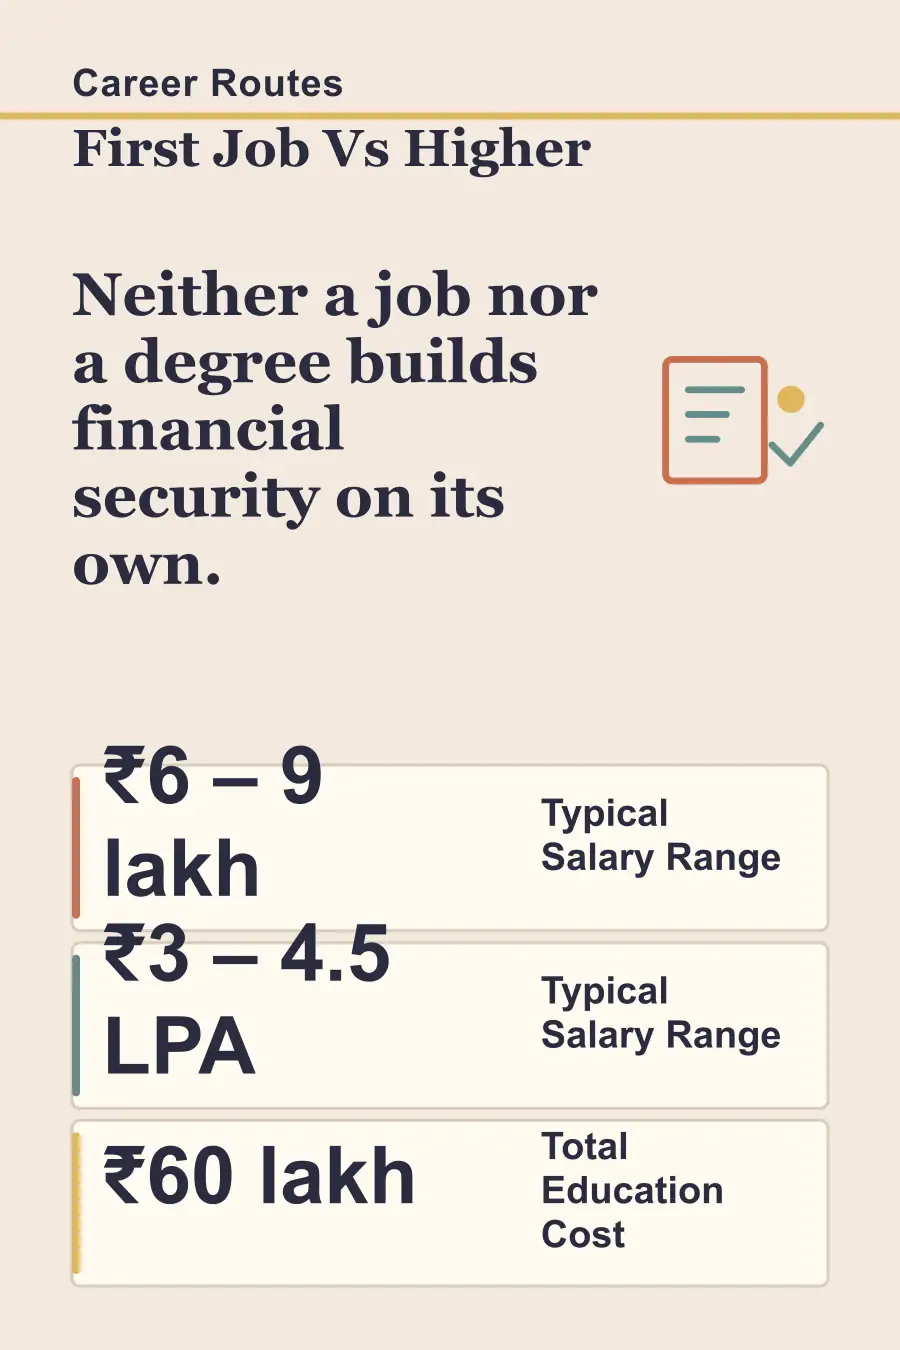 Career Routes
First Job Vs Higher
Neither a job nor
a degree builds
financial
security on its
own.
₹6 – 9
lakh
Typical
Salary Range
₹3 – 4.5
LPA
Typical
Salary Range
₹60 lakh
Total
Education
Cost